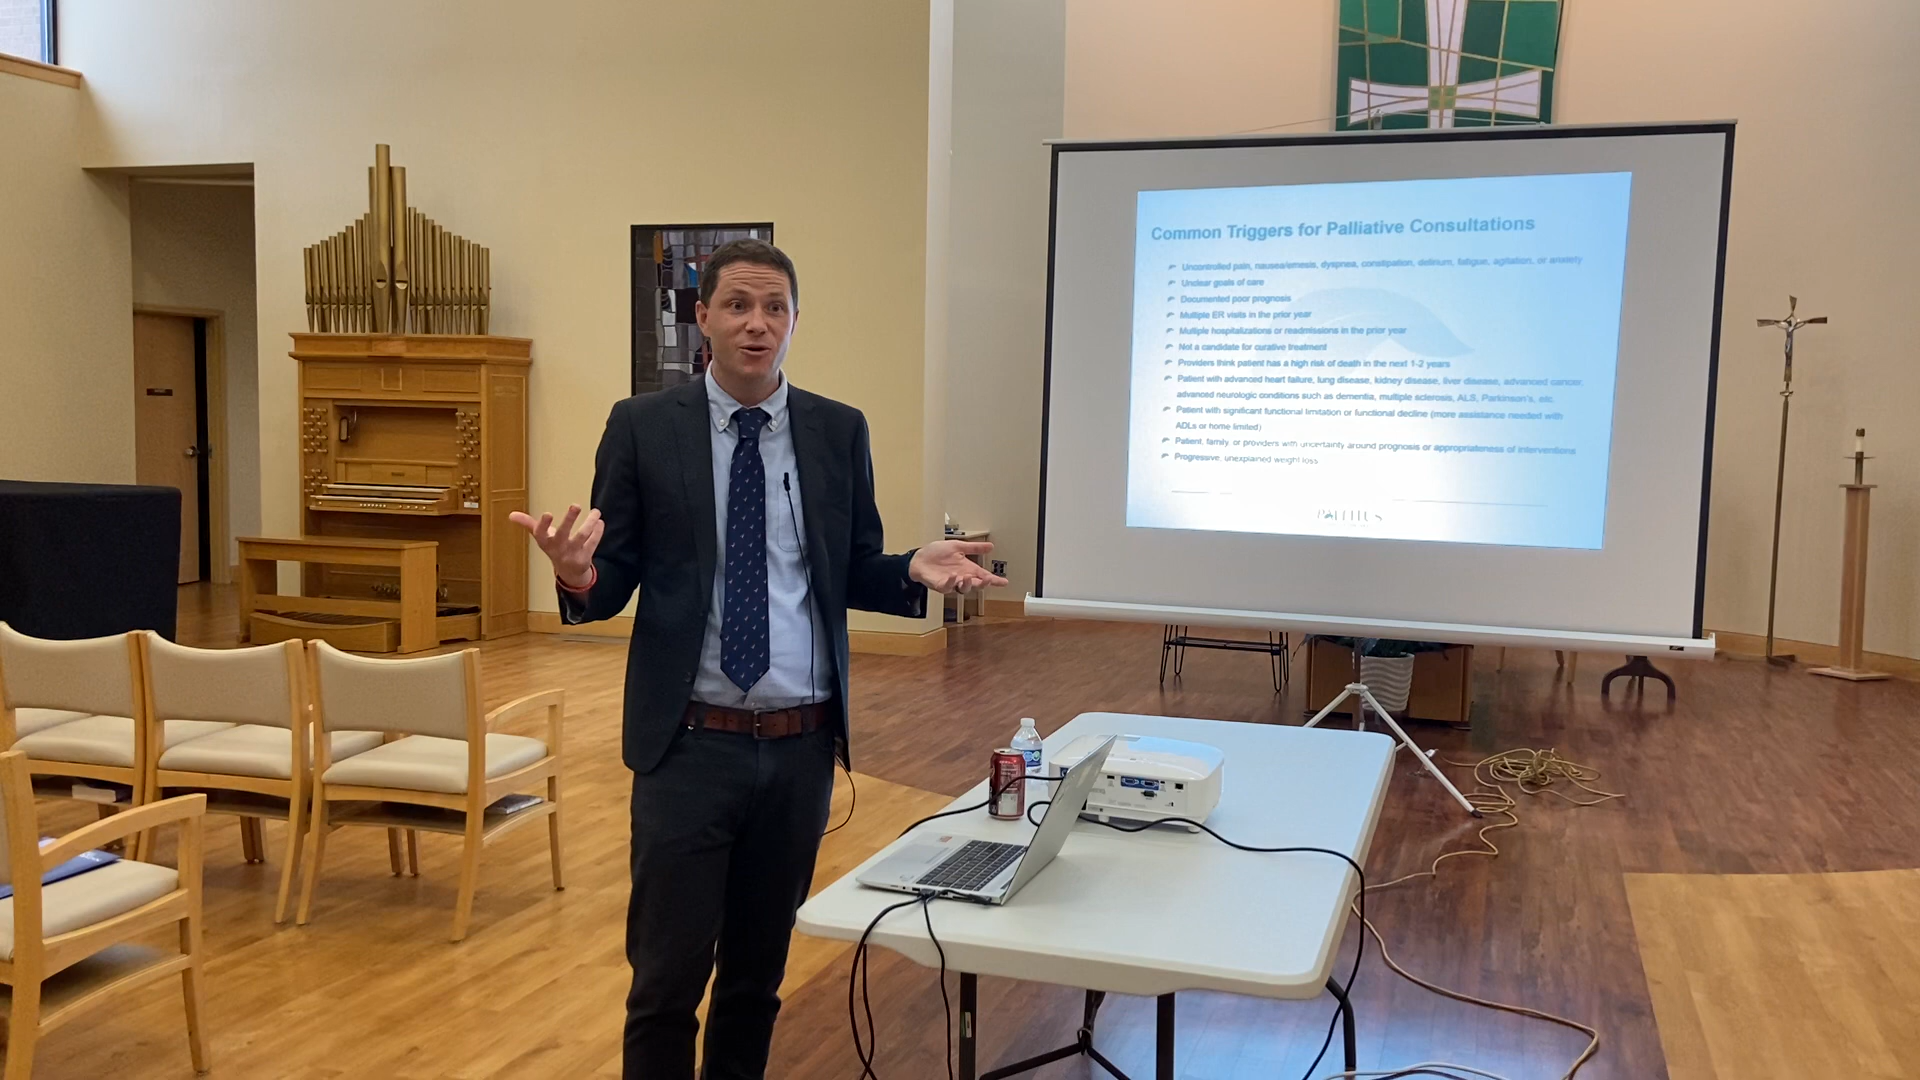 Common Triggers for Palliative Consultations
Uncontrolled pain, nausea/emesis, dyspnea, constipation, delirium, fatigue, agitation, or anxiety
Unclear goals of care
Documented poor prognosis
Multiple ER visits in the prior year
Multiple hospitalizations or readmissions in the prior year
Not a candidate for curative treatment
Providers think patient has a high risk of death in the next 1-2 years
Patient with advanced heart failure, lung disease, kidney disease, liver disease, advanced cancer,
advanced neurologic conditions such as dementia, multiple sclerosis, ALS, Parkinson's, etc.
Patient with significant functional limitation or functional decline (more assistance needed with
ADLs or home limited)
Patient, family, or providers with uncertainty around prognosis or appropriateness of interventions
Progressive, unexplained weight loss
PALLITUS